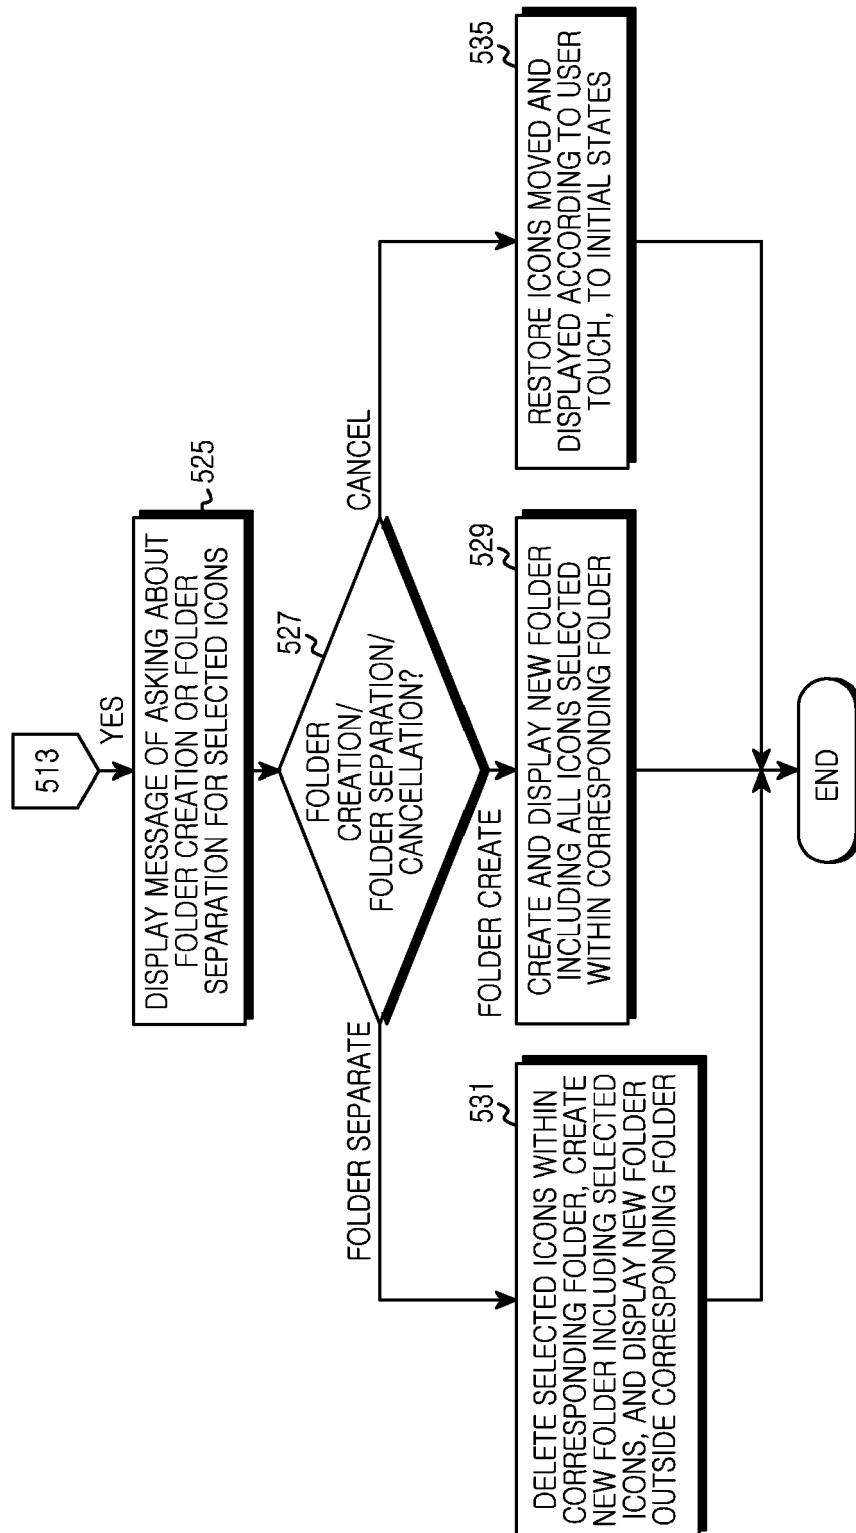 513
YES
525
DISPLAY MESSAGE OF ASKING ABOUT
FOLDER CREATION OR FOLDER
SEPARATION FOR SELECTED ICONS
527
FOLDER
CREATION/
FOLDER SEPARATION/
CANCELLATION?
FOLDER SEPARATE
FOLDER CREATE
CANCEL
531
DELETE SELECTED ICONS WITHIN
CORRESPONDING FOLDER, CREATE
NEW FOLDER INCLUDING SELECTED
ICONS, AND DISPLAY NEW FOLDER
OUTSIDE CORRESPONDING FOLDER
529
CREATE AND DISPLAY NEW FOLDER
INCLUDING ALL ICONS SELECTED
WITHIN CORRESPONDING FOLDER
535
RESTORE ICONS MOVED AND
DISPLAYED ACCORDING TO USER
TOUCH, TO INITIAL STATES
END